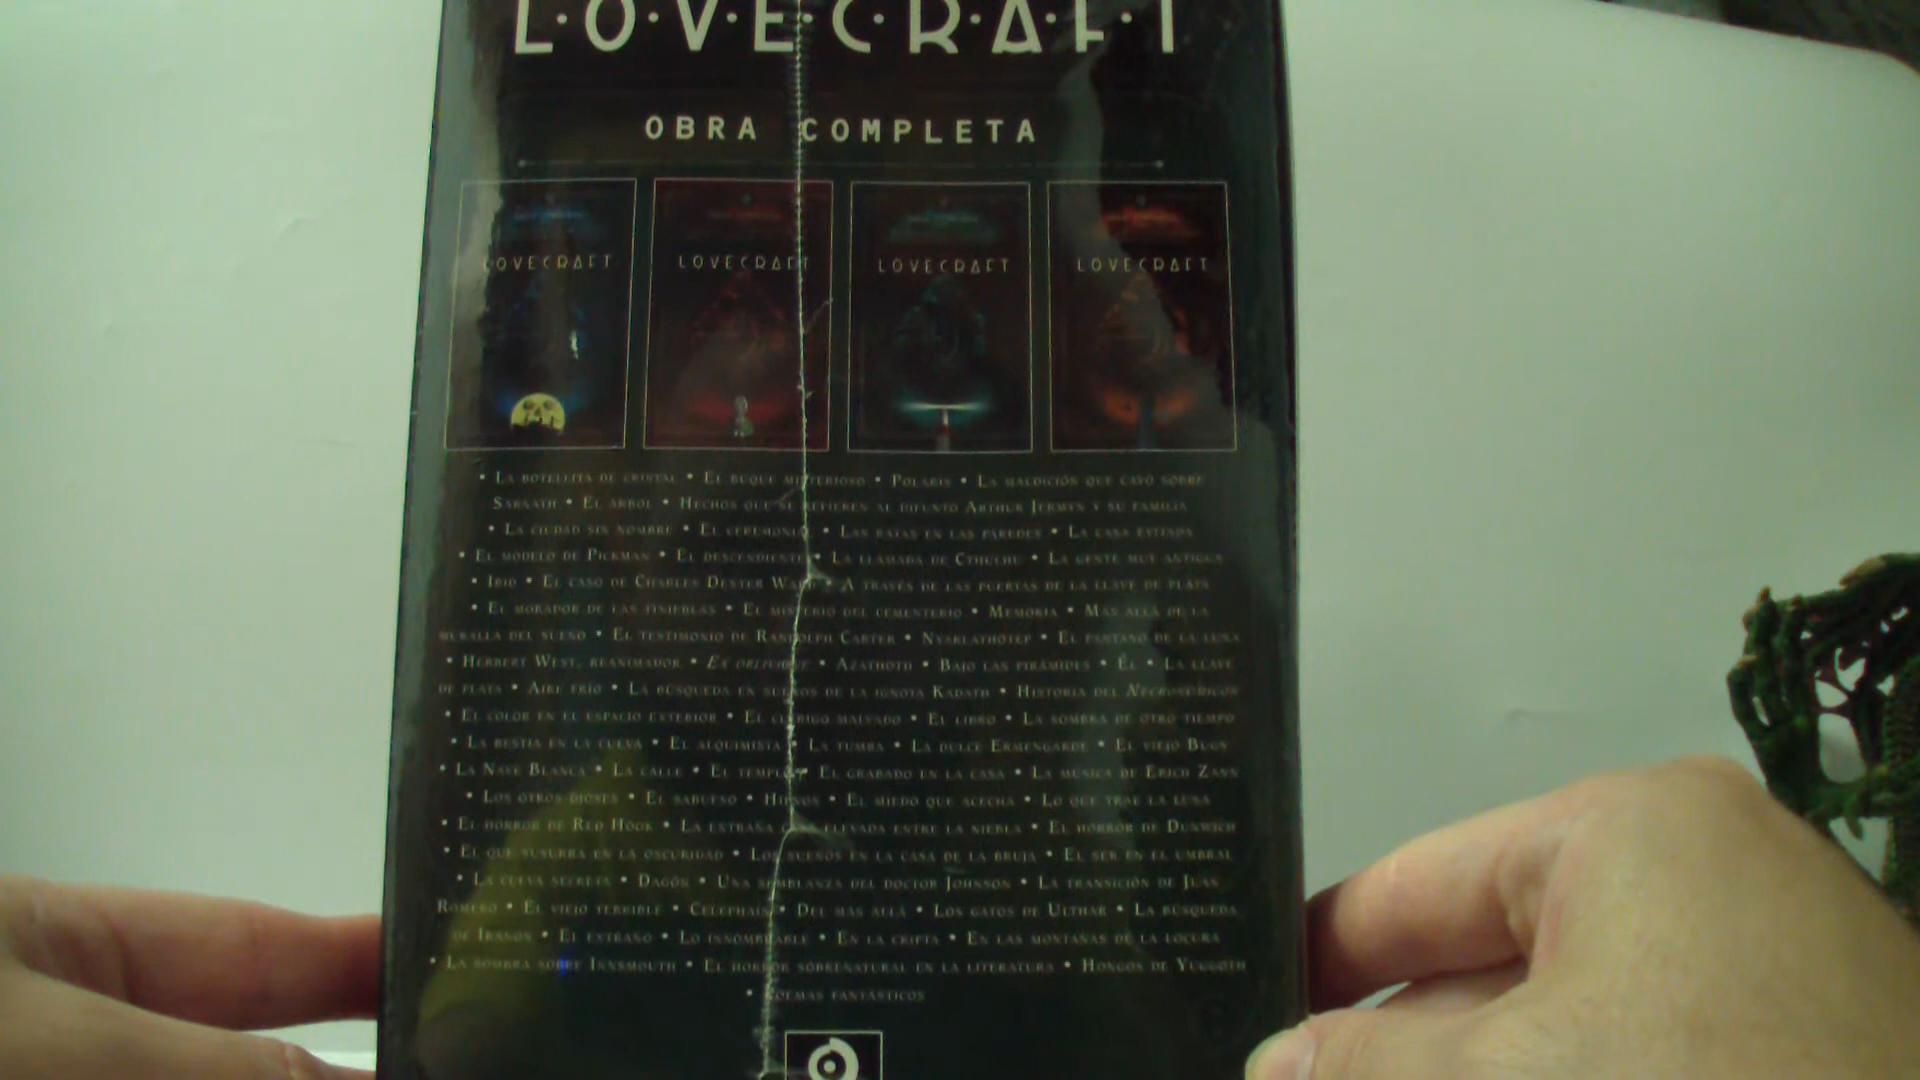 LOVECRAFT
OBRA COMPLETA
LOVECRAFT LOVECRAFT LOVECRAFT LOVECRAFT
• La botellita de cristal • El buque misterioso • Polaris • La maldición que cayó sobre
Sarnath • El árbol • Hechos que se refieren al difunto Arthur Jermyn y su familia
• La ciudad sin nombre • El ceremonial • Las ratas en las paredes • La casa evitada
• El modelo de Pickman • El descendiente • La llamada de Cthulhu • La gente muy antigua
• Ibid • El caso de Charles Dexter Ward • A través de las puertas de la llave de plata
• El morador de las tinieblas • El misterio del cementerio • Memoria • Más allá de la
muralla del sueño • El testimonio de Randolph Carter • Nyarlathotep • El pantano de la luna
• Herbert West, reanimador • Ex oblivione • Azathoth • Bajo las pirámides • Él • La llave
de plata • Aire frío • La búsqueda en sueños de la ignota Kadath • Historia del Necronomicon
• El color en el espacio exterior • El clérigo malvado • El libro • La sombra de otro tiempo
• La bestia en la cueva • El alquimista • La tumba • La dulce Ermengarde • El viejo Bugs
• La Nave Blanca • La calle • El templo • El grabado en la casa • La música de Erich Zann
• Los otros dioses • El sabueso • Hipnos • El miedo que acecha • Lo que trae la luna
• El horror de Red Hook • La extraña casa elevada entre la niebla • El horror de Dunwich
• El que susurra en la oscuridad • Los sueños en la casa de la bruja • El ser en el umbral
• La cueva secreta • Dagón • Una semblanza del doctor Johnson • La transición de Juan
Romero • El viejo terrible • Celephaïs • Del más allá • Los gatos de Ulthar • La búsqueda
de Iranon • El extraño • Lo innombrable • En la cripta • En las montañas de la locura
• La sombra sobre Innsmouth • El horror sobrenatural en la literatura • Hongos de Yuggoth
• Poemas fantásticos